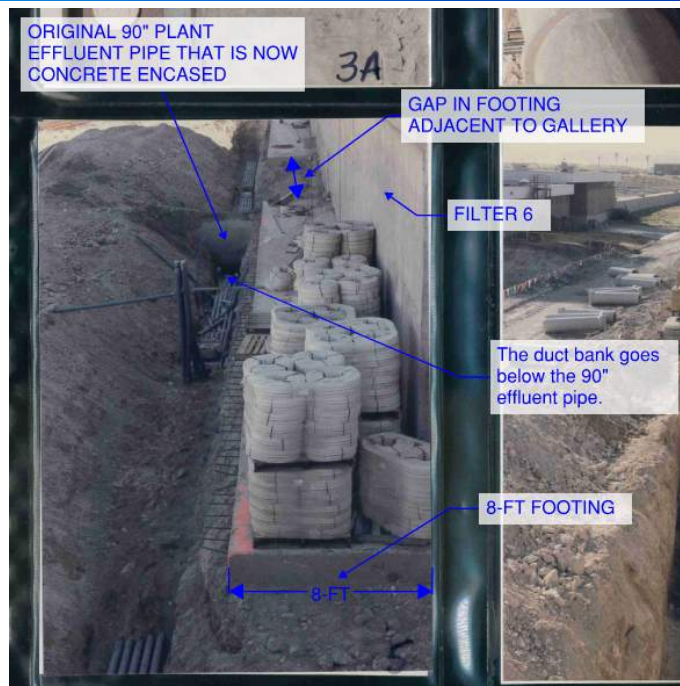 ORIGINAL 90" PLANT
EFFLUENT PIPE THAT IS NOW
CONCRETE ENCASED
3A
GAP IN FOOTING
ADJACENT TO GALLERY
FILTER 6
The duct bank goes
below the 90"
effluent pipe.
8-FT FOOTING
8-FT
5